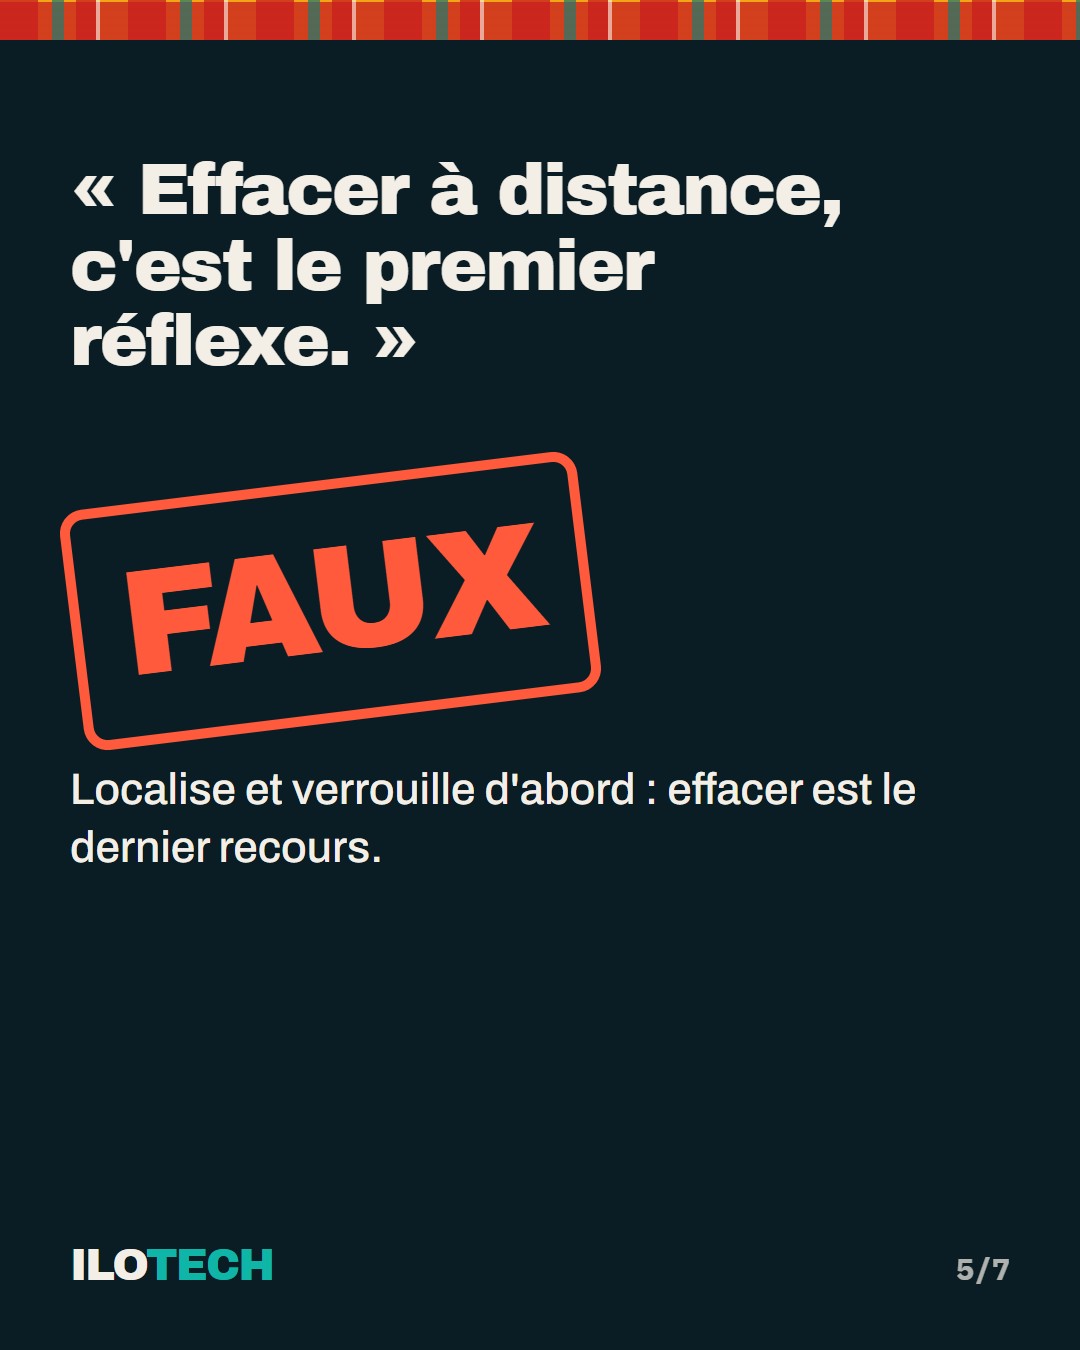 « Effacer à distance,
c'est le premier
réflexe. »
FAUX
Localise et verrouille d'abord : effacer est le
dernier recours.
ILOTECH
5/7